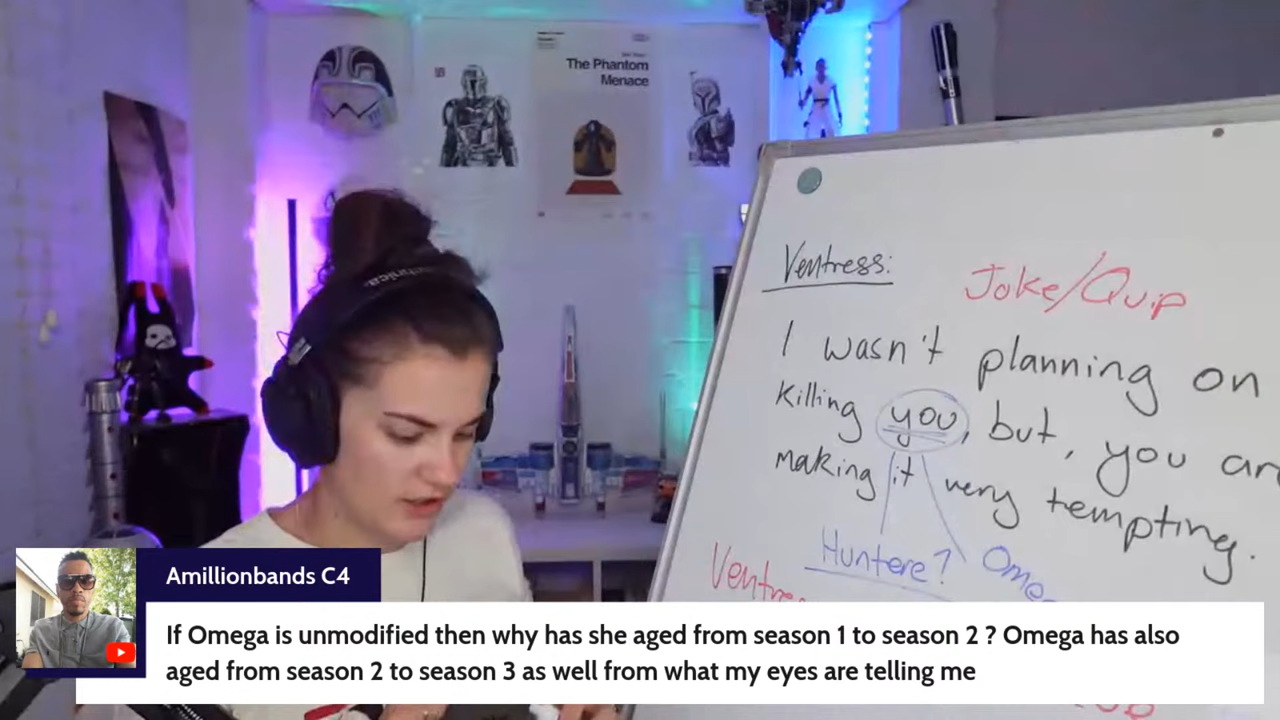 The Phantom
Menace
Ventress:
Joke/Quip
I wasn't planning on
Killing you, but, you
making it very tempting.
Huntere?
Amillionbands C4
If Omega is unmodified then why has she aged from season 1 to season 2 ? Omega has also
aged from season 2 to season 3 as well from what my eyes are telling me